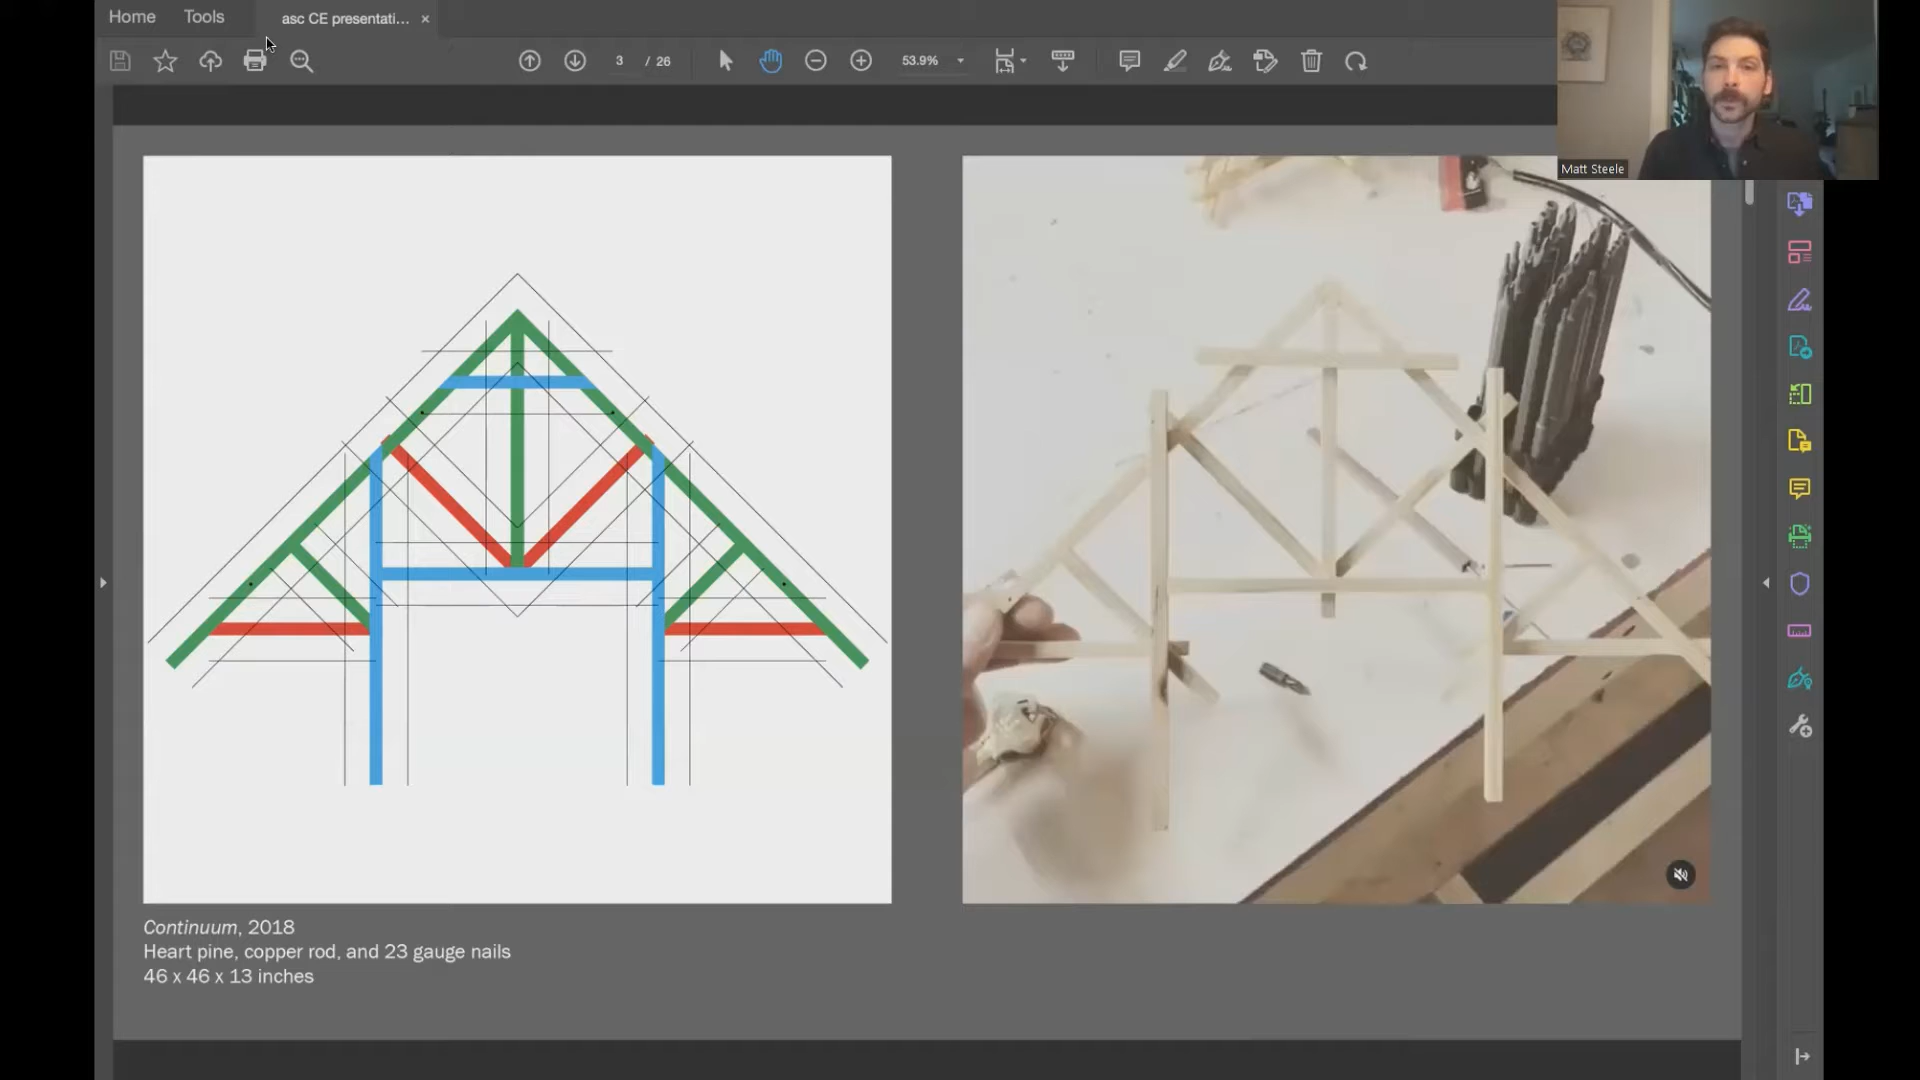 Home Tools asc CE presentati... ×
3 / 26 53.9%
Matt Steele
Continuum, 2018
Heart pine, copper rod, and 23 gauge nails
46 x 46 x 13 inches